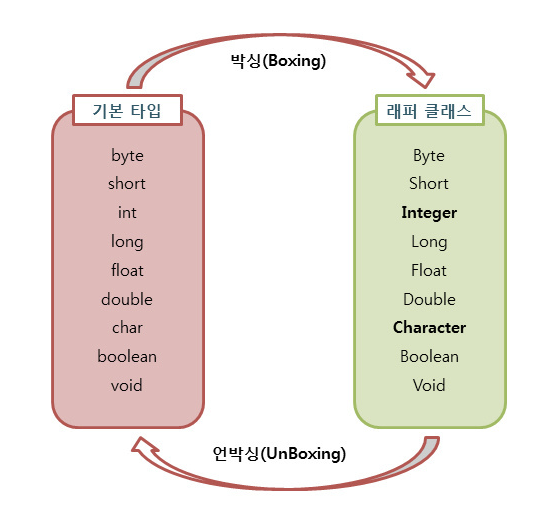 박싱(Boxing)
기본 타입
byte
short
int
long
float
double
char
boolean
void
래퍼 클래스
Byte
Short
Integer
Long
Float
Double
Character
Boolean
Void
언박싱(UnBoxing)